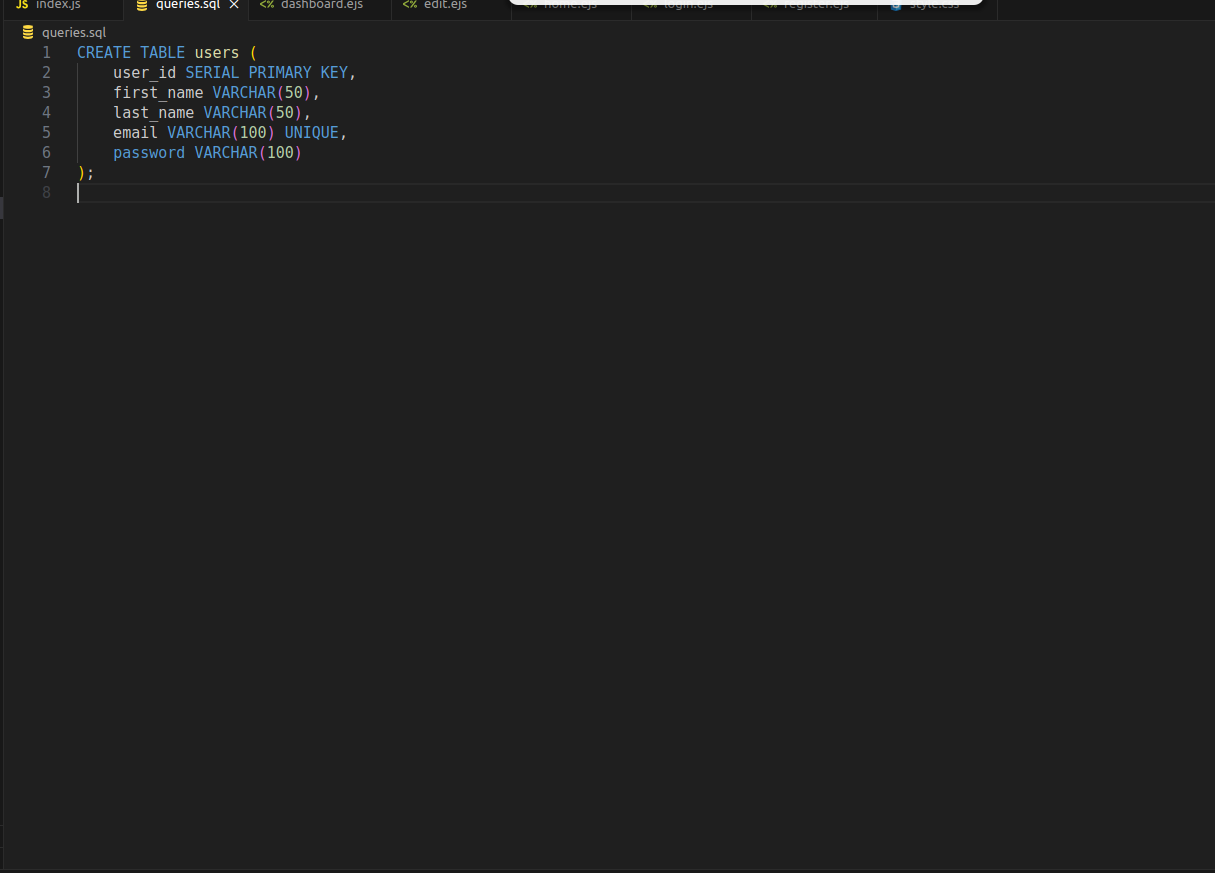 JS index.js queries.sql × <% dashboard.ejs <% edit.ejs <% home.ejs <% login.ejs <% register.ejs style.css
queries.sql
1 CREATE TABLE users (
2 user_id SERIAL PRIMARY KEY,
3 first_name VARCHAR(50),
4 last_name VARCHAR(50),
5 email VARCHAR(100) UNIQUE,
6 password VARCHAR(100)
7 );
8